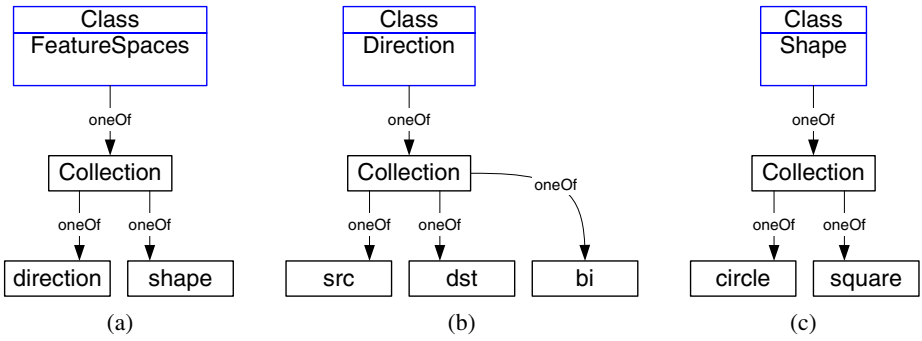 Class
FeatureSpaces
oneOf
Collection
oneOf
oneOf
direction
shape
(a)
Class
Direction
oneOf
Collection
oneOf
oneOf
oneOf
src
dst
bi
(b)
Class
Shape
oneOf
Collection
oneOf
oneOf
circle
square
(c)